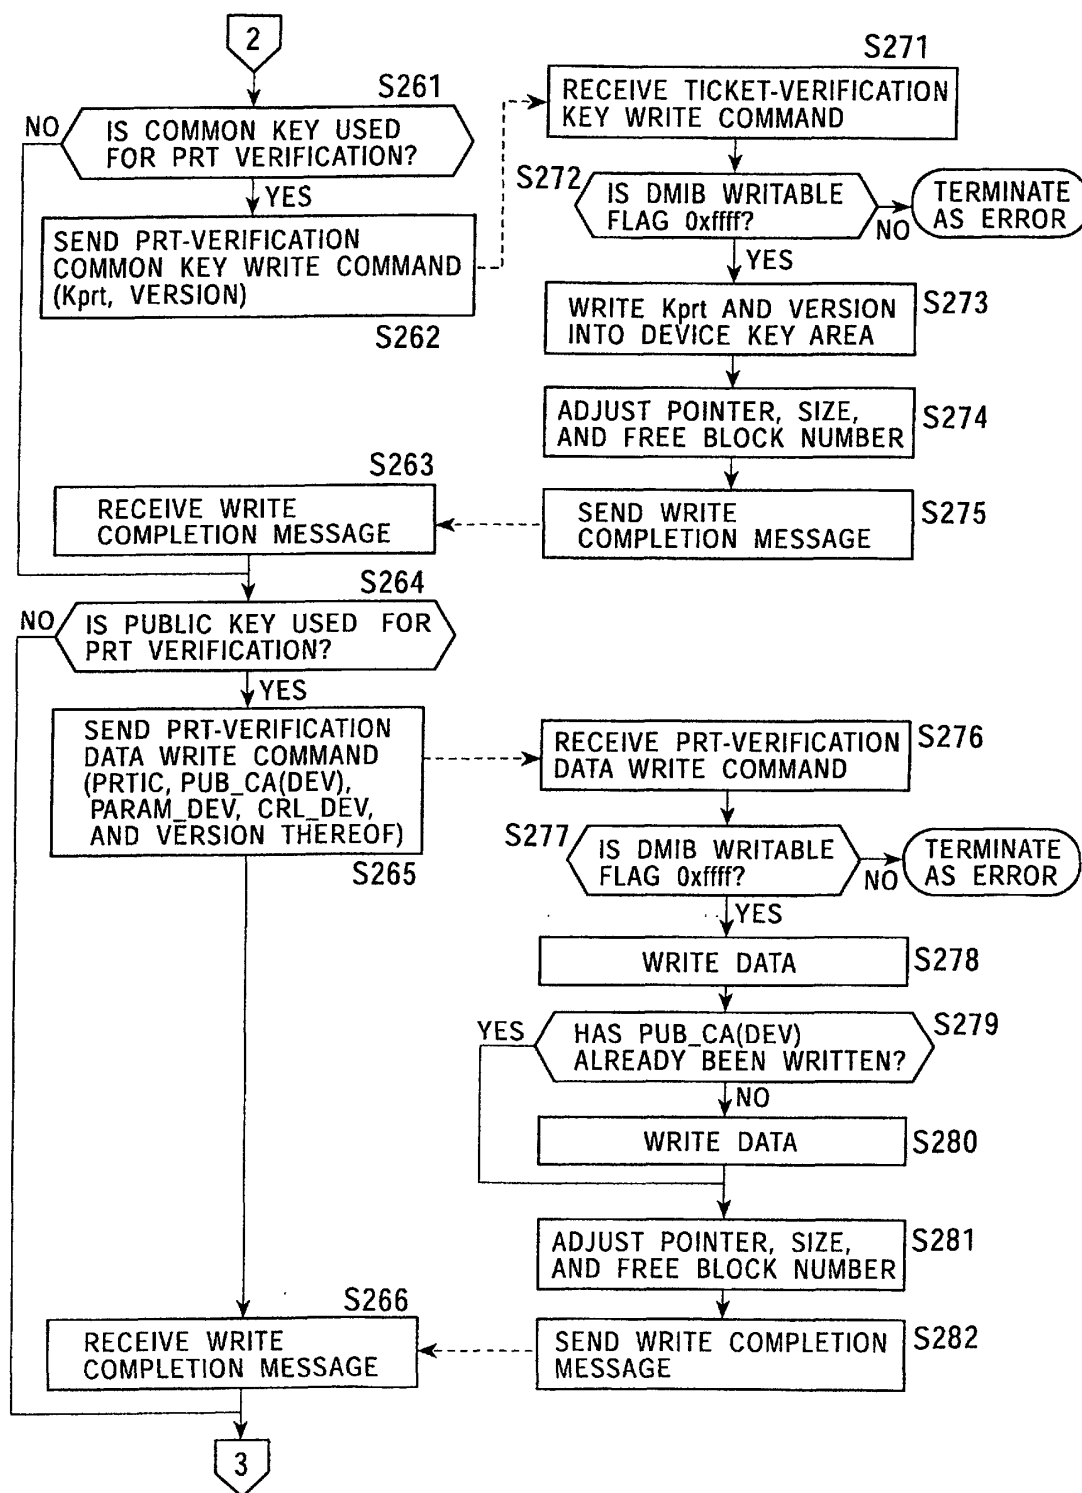 2
S261
IS COMMON KEY USED
FOR PRT VERIFICATION?
NO
YES
SEND PRT-VERIFICATION
COMMON KEY WRITE COMMAND
(Kprt, VERSION)
S262
S271
RECEIVE TICKET-VERIFICATION
KEY WRITE COMMAND
S272
IS DMIB WRITABLE
FLAG 0xffff?
NO
TERMINATE
AS ERROR
YES
WRITE Kprt AND VERSION
INTO DEVICE KEY AREA
S273
ADJUST POINTER, SIZE,
AND FREE BLOCK NUMBER
S274
SEND WRITE
COMPLETION MESSAGE
S275
S263
RECEIVE WRITE
COMPLETION MESSAGE
S264
NO
IS PUBLIC KEY USED FOR
PRT VERIFICATION?
YES
SEND PRT-VERIFICATION
DATA WRITE COMMAND
(PRTIC, PUB_CA(DEV),
PARAM_DEV, CRL_DEV,
AND VERSION THEREOF)
S265
RECEIVE PRT-VERIFICATION
DATA WRITE COMMAND
S276
S277
IS DMIB WRITABLE
FLAG 0xffff?
NO
TERMINATE
AS ERROR
YES
WRITE DATA
S278
S279
YES
HAS PUB_CA(DEV)
ALREADY BEEN WRITTEN?
NO
WRITE DATA
S280
ADJUST POINTER, SIZE,
AND FREE BLOCK NUMBER
S281
SEND WRITE COMPLETION
MESSAGE
S282
S266
RECEIVE WRITE
COMPLETION MESSAGE
3